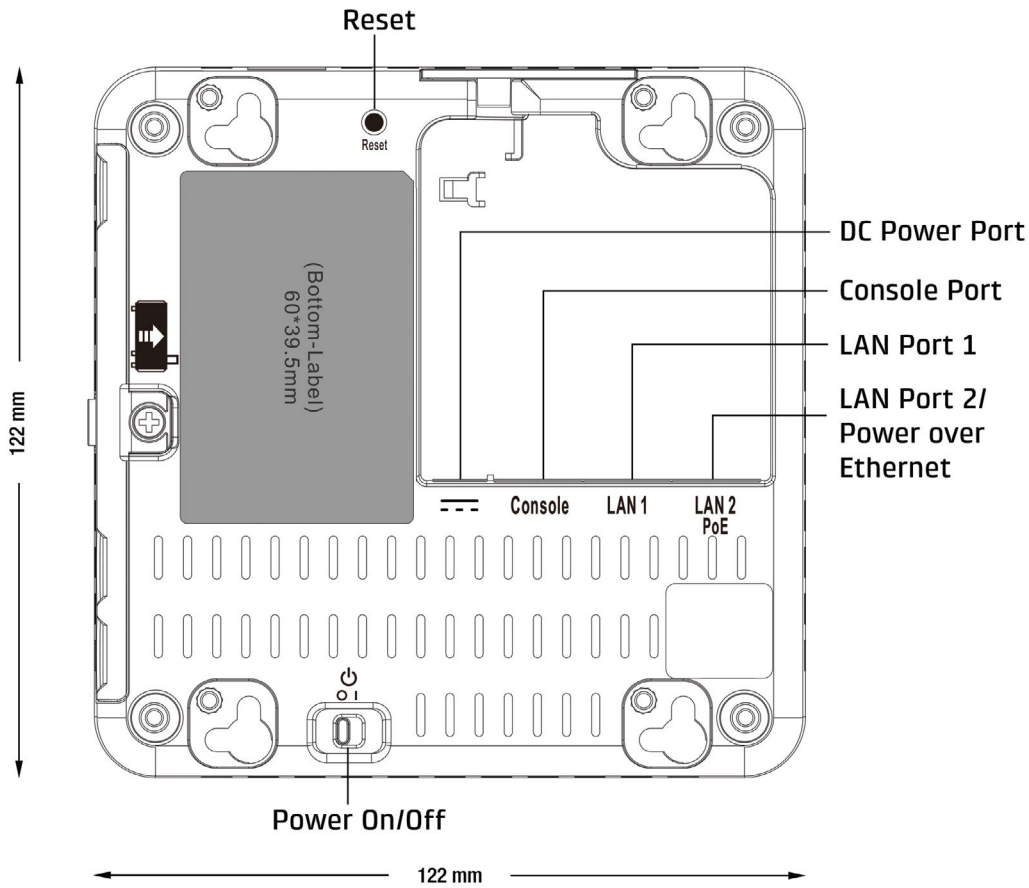 Reset
Reset
DC Power Port
Console Port
LAN Port 1
LAN Port 2/
Power over
Ethernet
(Bottom-Label)
60*39.5mm
122 mm
Console
LAN 1
LAN 2
PoE
Power On/Off
122 mm